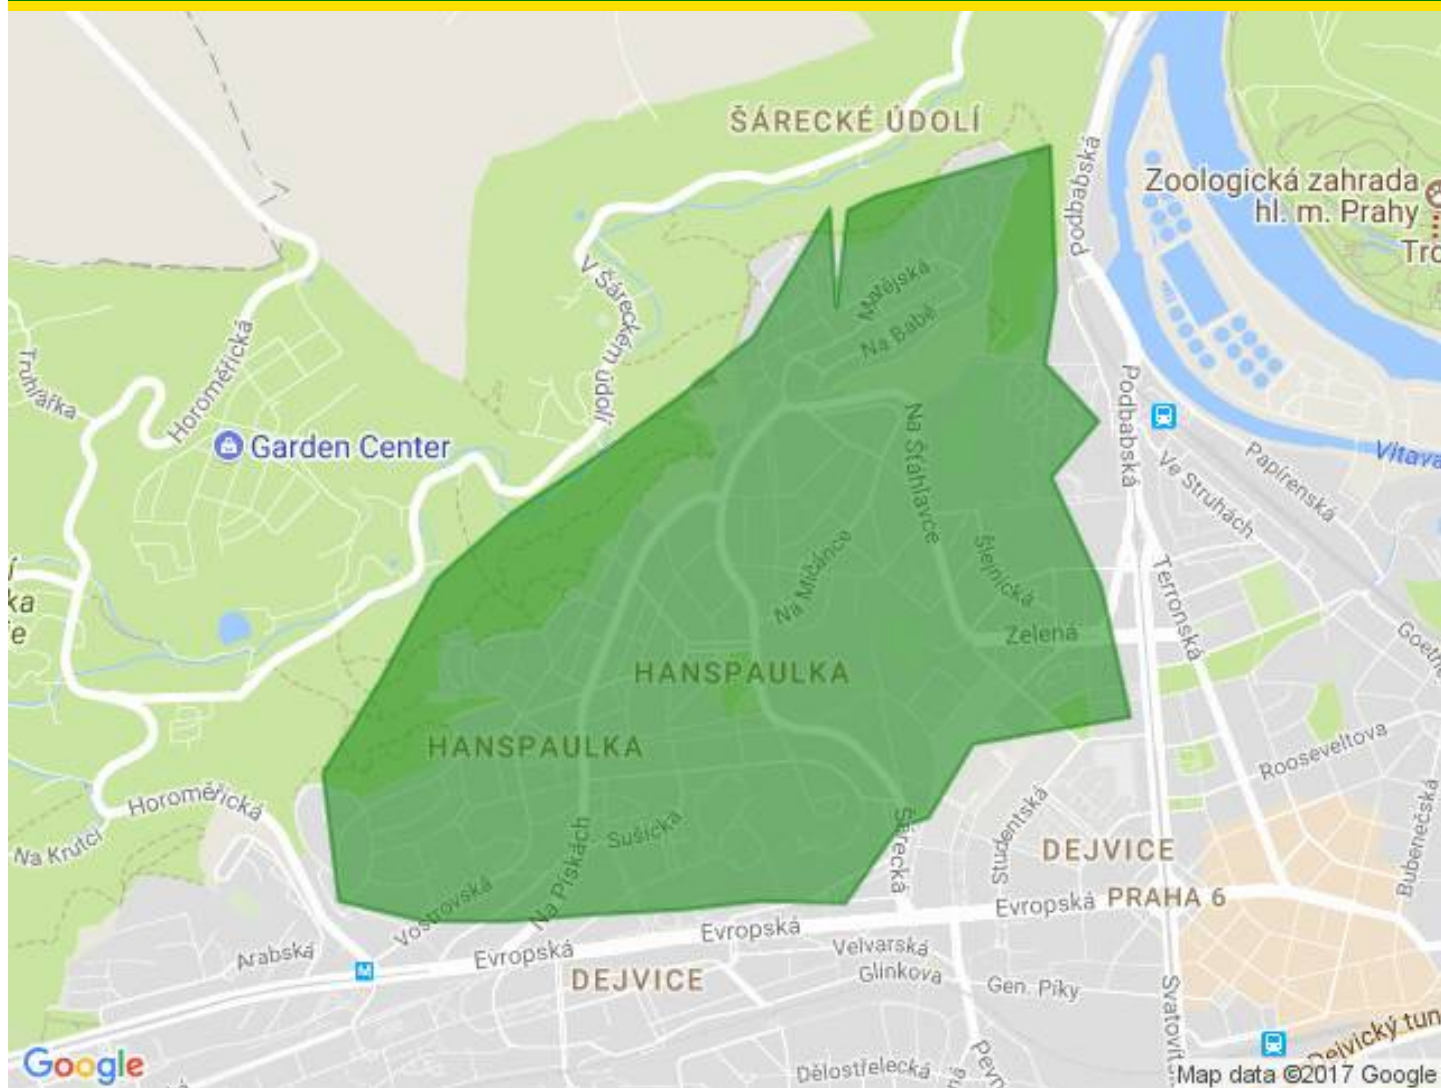 ŠÁRECKÉ ÚDOLÍ
Podbabská
Zoologická zahrada
hl. m. Prahy
V Šáreckém údolí
Matějská
Na Babě
Truhlářka
Horoměřická
Garden Center
Podbabská
Na Šťáhlavce
Vltava
Papírenská
Ve Struhách
Na Míčánce
Šlejnická
Terronská
Zelená
HANSPAULKA
HANSPAULKA
Rooseveltova
Horoměřická
Na Krutci
Sušická
Na Pískách
Šárecká
Studentská
DEJVICE
Bubenečská
PRAHA 6
Vostrovská
Evropská
Evropská
Evropská
Arabská
Velvarská
Glinkova
DEJVICE
Gen. Píky
Svatovít
Dejvický tun
Dělostřelecká
Google
Map data ©2017 Google